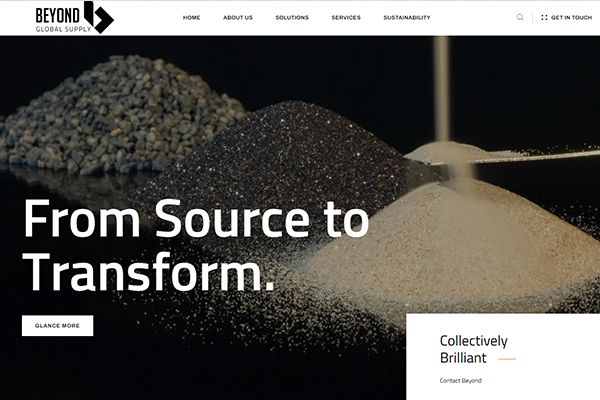 BEYOND
GLOBAL SUPPLY
HOME ABOUT US SOLUTIONS SERVICES SUSTAINABILITY GET IN TOUCH
From Source to
Transform.
GLANCE MORE
Collectively
Brilliant
Contact Beyond